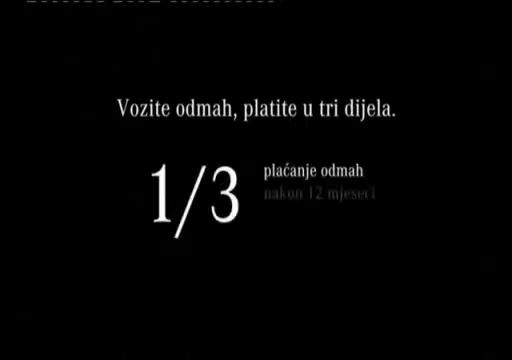 Vozite odmah, platite u tri dijela.
1/3
plaćanje odmah
nakon 12 mjeseci